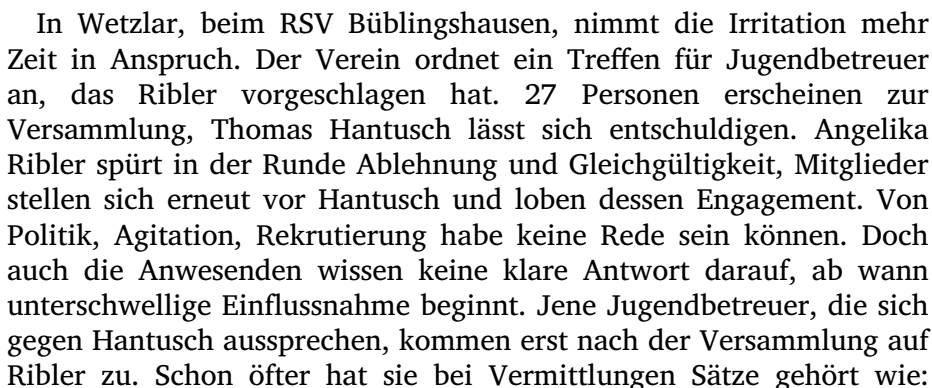 In Wetzlar, beim RSV Büblingshausen, nimmt die Irritation mehr
Zeit in Anspruch. Der Verein ordnet ein Treffen für Jugendbetreuer
an, das Ribler vorgeschlagen hat. 27 Personen erscheinen zur
Versammlung, Thomas Hantusch lässt sich entschuldigen. Angelika
Ribler spürt in der Runde Ablehnung und Gleichgültigkeit, Mitglieder
stellen sich erneut vor Hantusch und loben dessen Engagement. Von
Politik, Agitation, Rekrutierung habe keine Rede sein können. Doch
auch die Anwesenden wissen keine klare Antwort darauf, ab wann
unterschwellige Einflussnahme beginnt. Jene Jugendbetreuer, die sich
gegen Hantusch aussprechen, kommen erst nach der Versammlung auf
Ribler zu. Schon öfter hat sie bei Vermittlungen Sätze gehört wie: